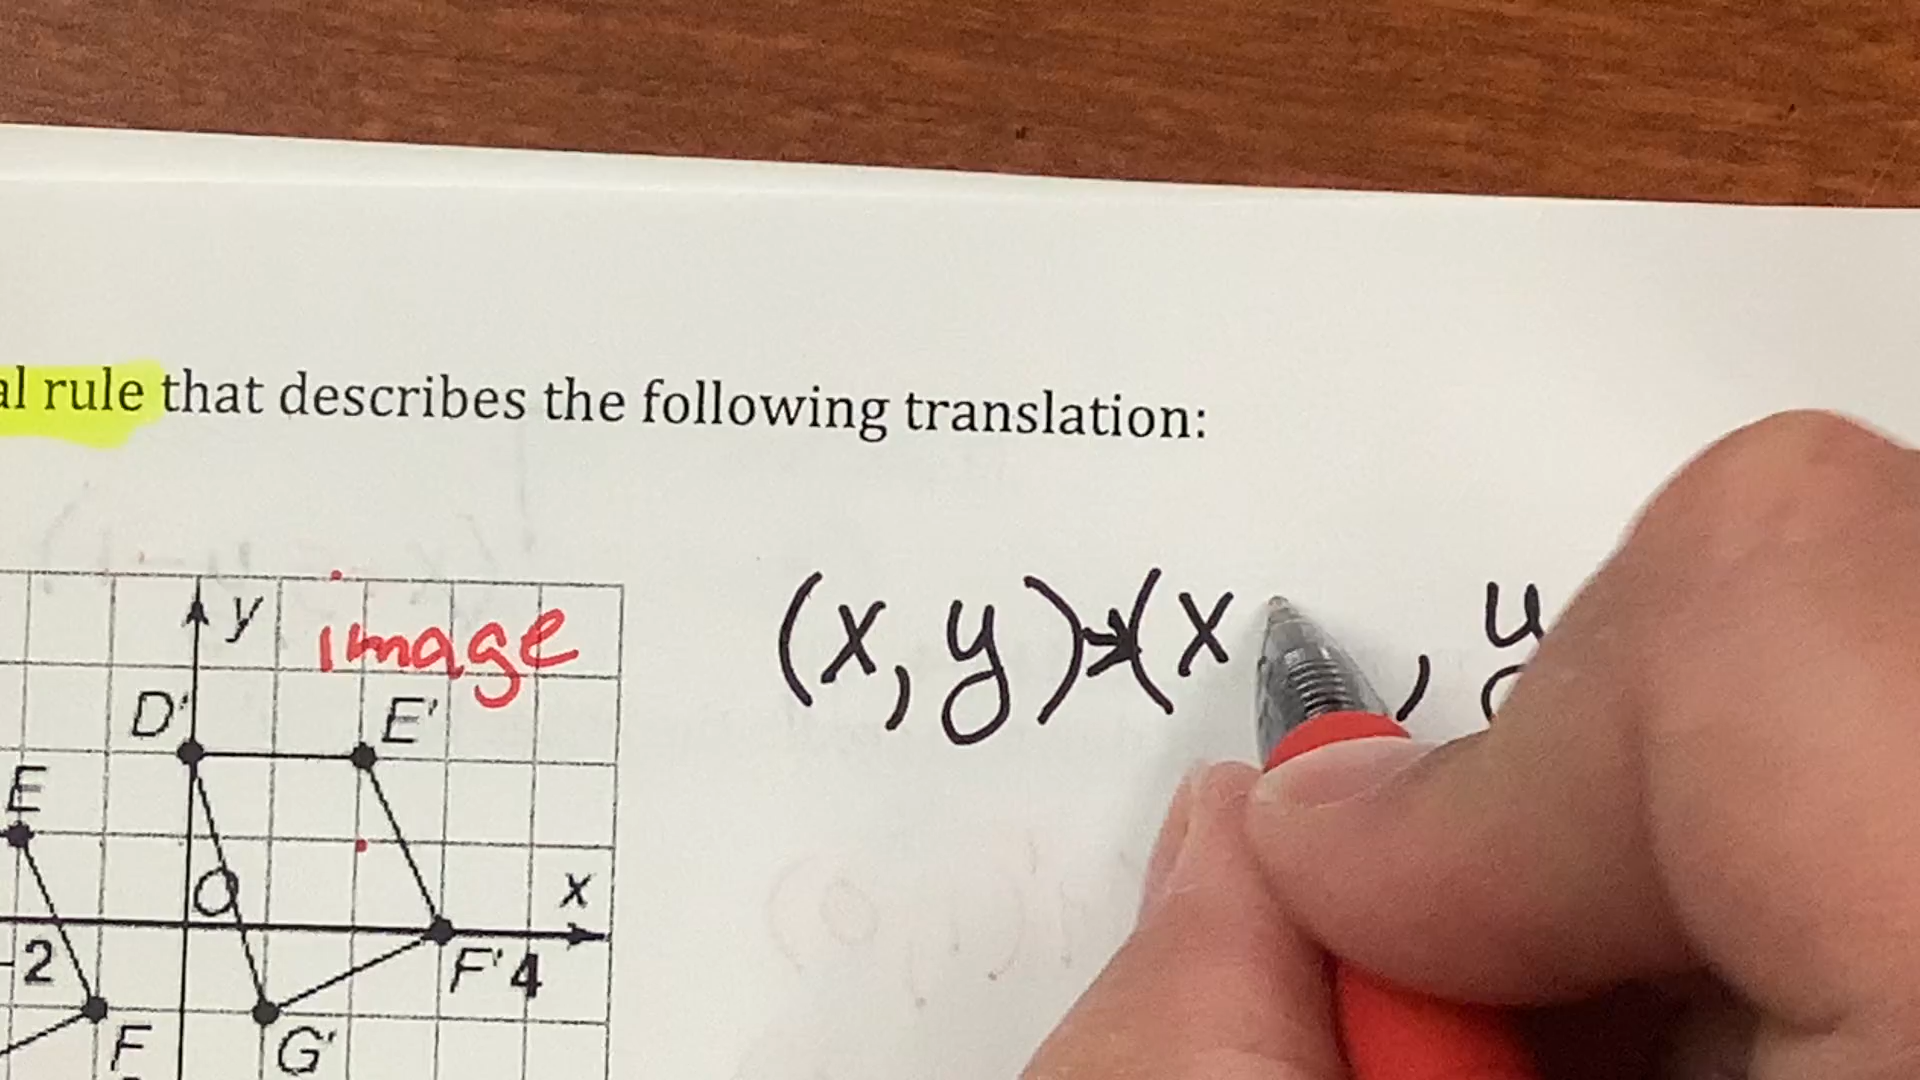 al rule that describes the following translation:
y image
(x, y)→(x , y
D' E'
E
O x
-2 F' 4
F G'